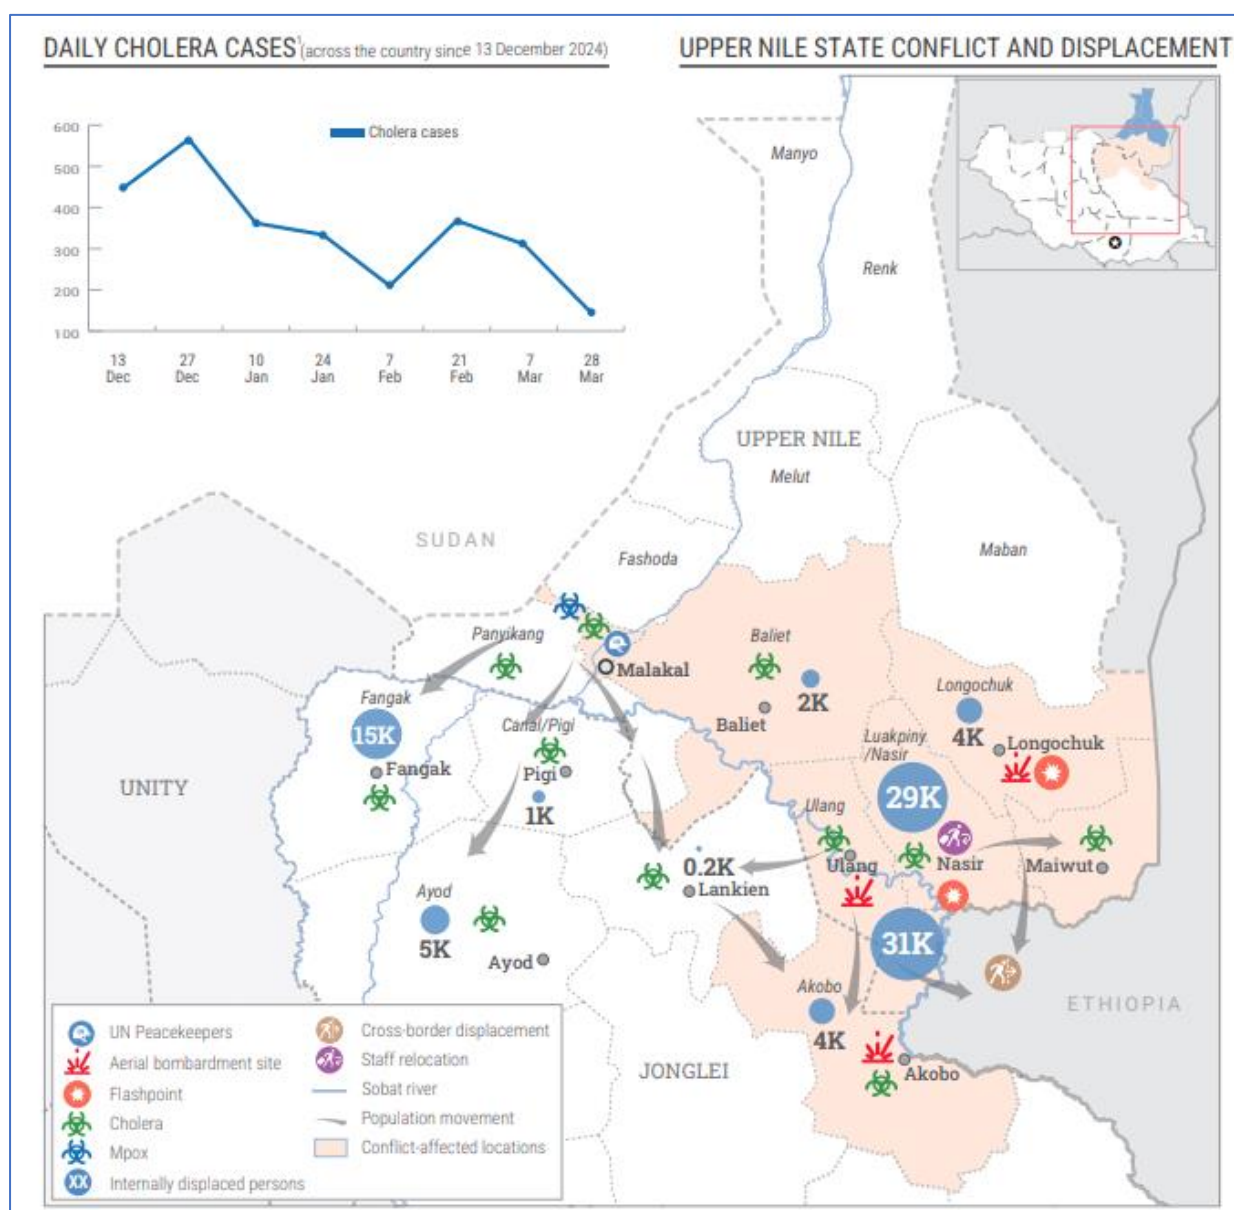 DAILY CHOLERA CASES¹(across the country since 13 December 2024)
UPPER NILE STATE CONFLICT AND DISPLACEMENT
Cholera cases
600
500
400
300
200
100
13 Dec
27 Dec
10 Jan
24 Jan
7 Feb
21 Feb
7 Mar
28 Mar
Manyo
Renk
UPPER NILE
Melut
SUDAN
Fashoda
Maban
Panyikang
Malakal
Baliet
2K
Baliet
Longochuk
4K
Longochuk
Fangak
15K
Fangak
Canal/Pigi
Pigi
1K
Luakpiny
/Nasir
29K
UNITY
Ulang
Ulang
Nasir
Maiwut
0.2K
Lankien
Ayod
5K
Ayod
31K
Akobo
4K
Akobo
ETHIOPIA
JONGLEI
UN Peacekeepers
Aerial bombardment site
Flashpoint
Cholera
Mpox
XX Internally displaced persons
Cross-border displacement
Staff relocation
Sobat river
Population movement
Conflict-affected locations